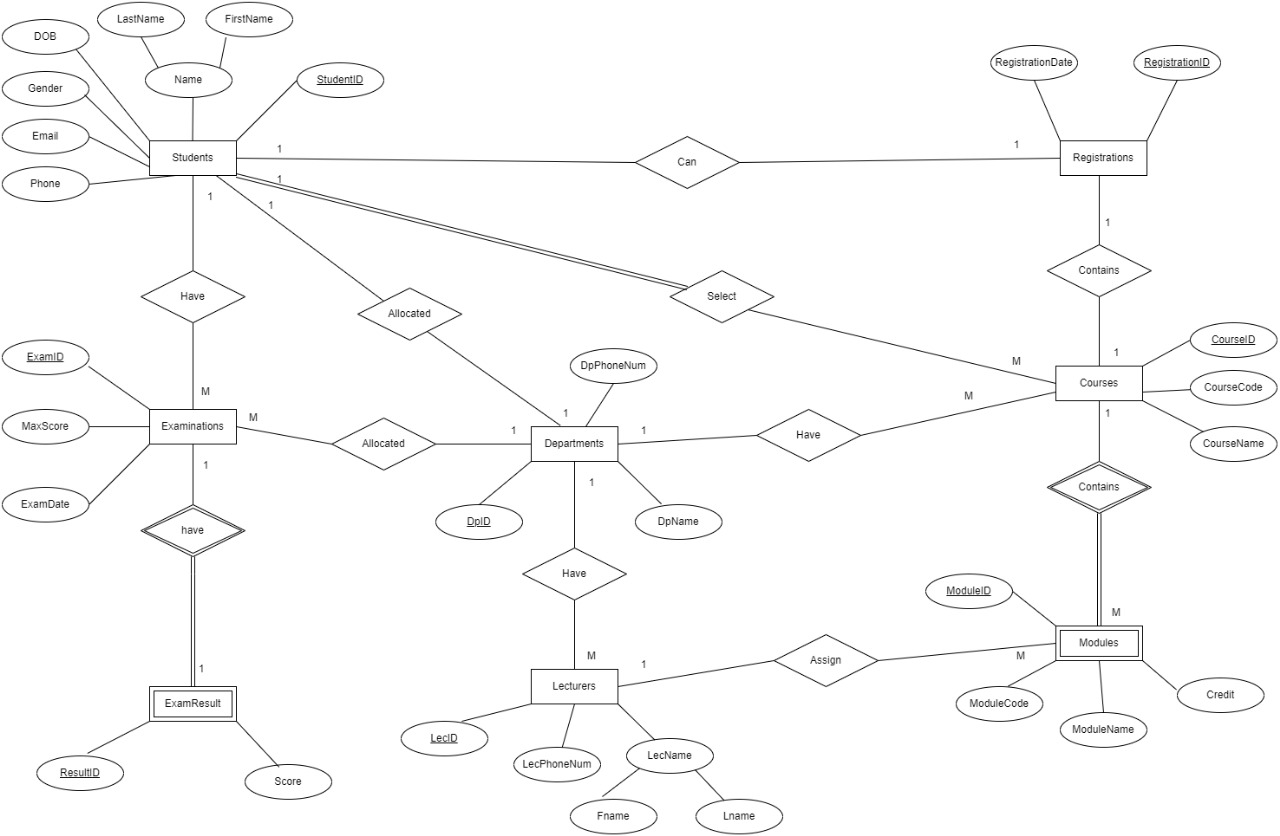 LastName
FirstName
DOB
Name
StudentID
RegistrationDate
RegistrationID
Gender
Email
Phone
Students
1
Can
1
Registrations
1
1
1
1
Have
Allocated
Select
Contains
ExamID
DpPhoneNum
M
1
CourseID
Courses
CourseCode
M
M
1
M
1
CourseName
MaxScore
Examinations
M
Allocated
1
Departments
1
Have
1
1
Contains
ExamDate
DpID
DpName
have
Have
ModuleID
M
Modules
1
M
1
Assign
M
ExamResult
Lecturers
ModuleCode
ModuleName
Credit
ResultID
Score
LecID
LecPhoneNum
LecName
Fname
Lname